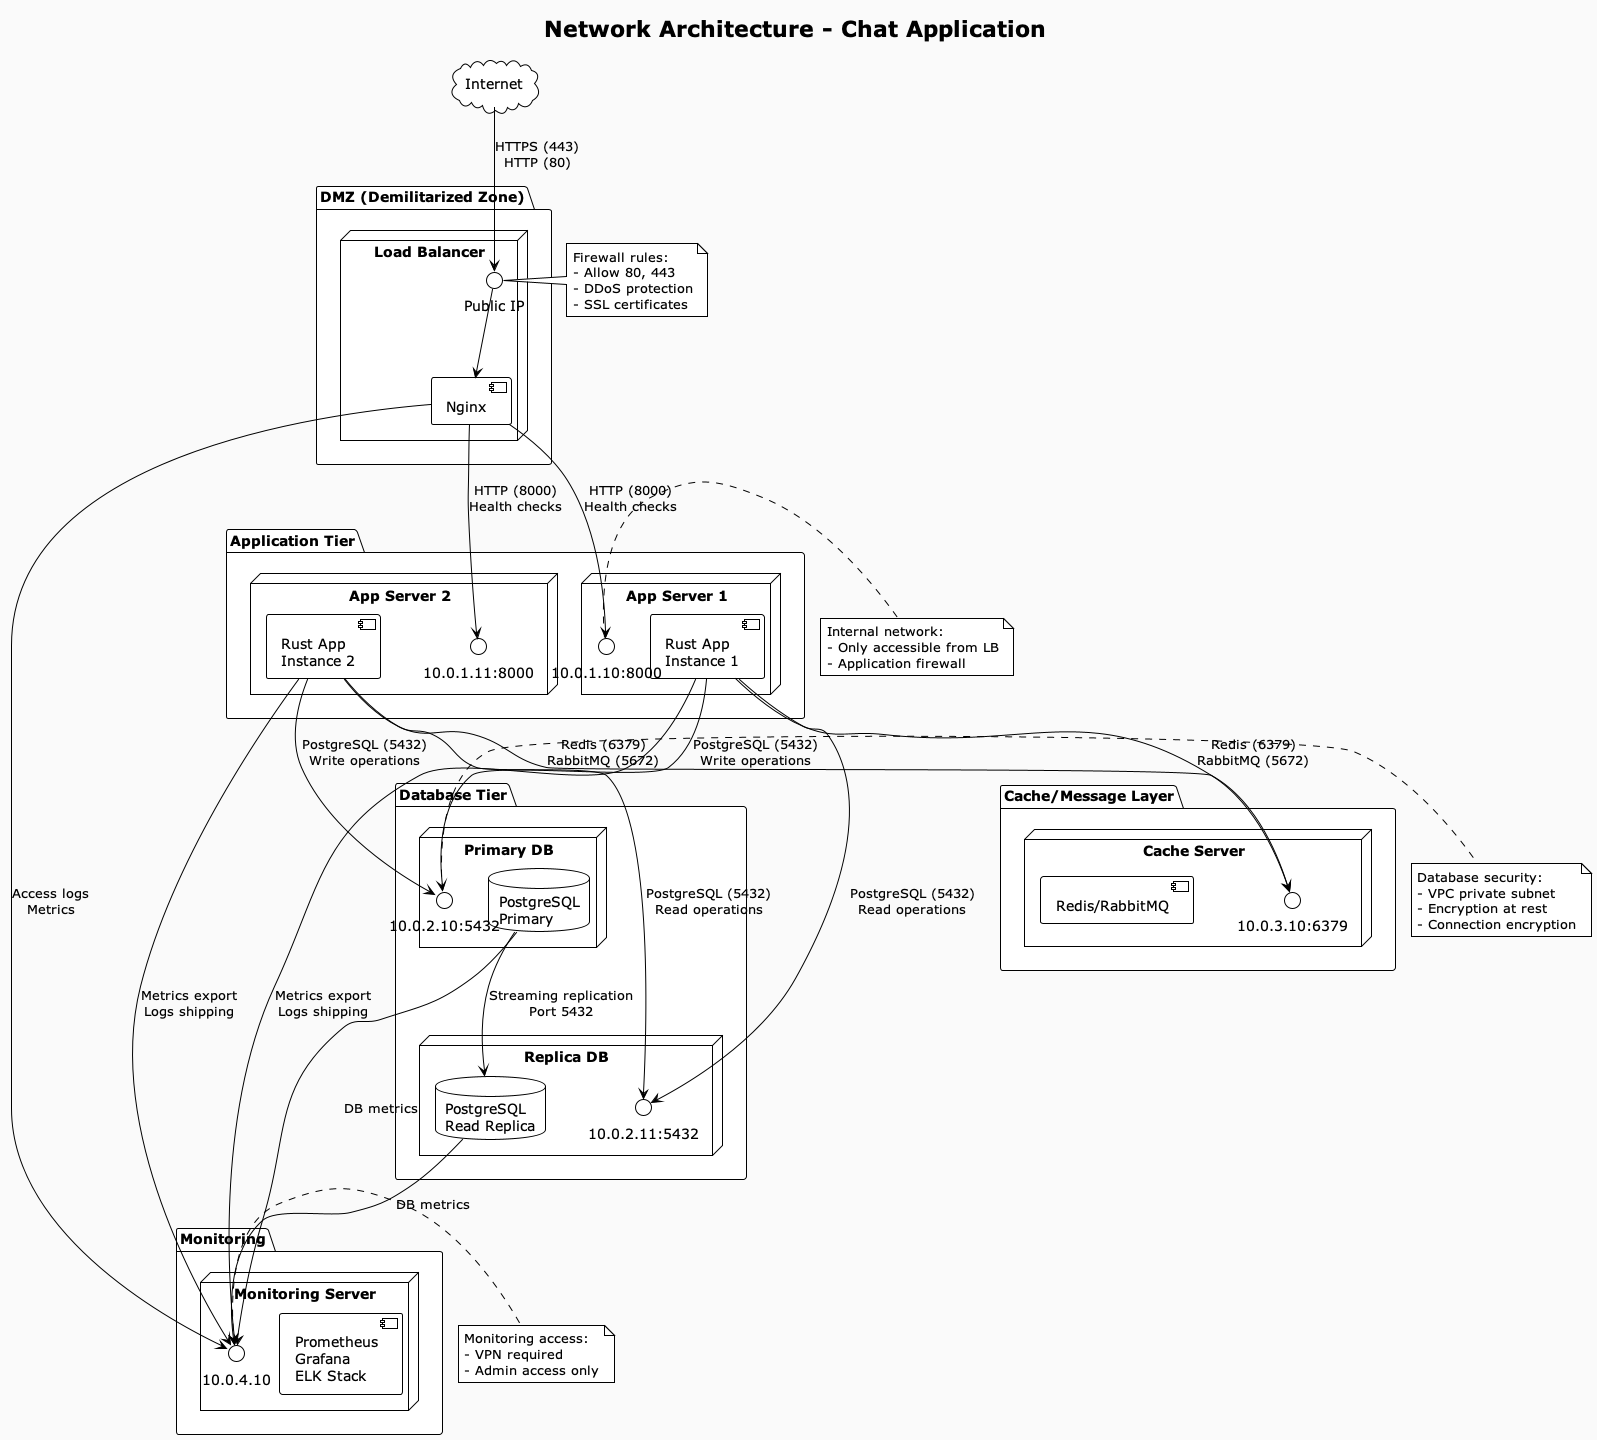 Network Architecture - Chat Application
Internet
HTTPS (443)
HTTP (80)
DMZ (Demilitarized Zone)
Load Balancer
Public IP
Firewall rules:
- Allow 80, 443
- DDoS protection
- SSL certificates
Nginx
HTTP (8000)
Health checks
HTTP (8000)
Health checks
Application Tier
App Server 2
Rust App
Instance 2
10.0.1.11:8000
App Server 1
10.0.1.10:8000
Rust App
Instance 1
Internal network:
- Only accessible from LB
- Application firewall
PostgreSQL (5432)
Write operations
Redis (6379)
RabbitMQ (5672)
PostgreSQL (5432)
Write operations
Redis (6379)
RabbitMQ (5672)
Database Tier
Primary DB
10.0.2.10:5432
PostgreSQL
Primary
PostgreSQL (5432)
Read operations
PostgreSQL (5432)
Read operations
Cache/Message Layer
Cache Server
Redis/RabbitMQ
10.0.3.10:6379
Database security:
- VPC private subnet
- Encryption at rest
- Connection encryption
Access logs
Metrics
Metrics export
Logs shipping
Metrics export
Logs shipping
Streaming replication
Port 5432
Replica DB
DB metrics
PostgreSQL
Read Replica
10.0.2.11:5432
DB metrics
Monitoring
Monitoring Server
10.0.4.10
Prometheus
Grafana
ELK Stack
Monitoring access:
- VPN required
- Admin access only